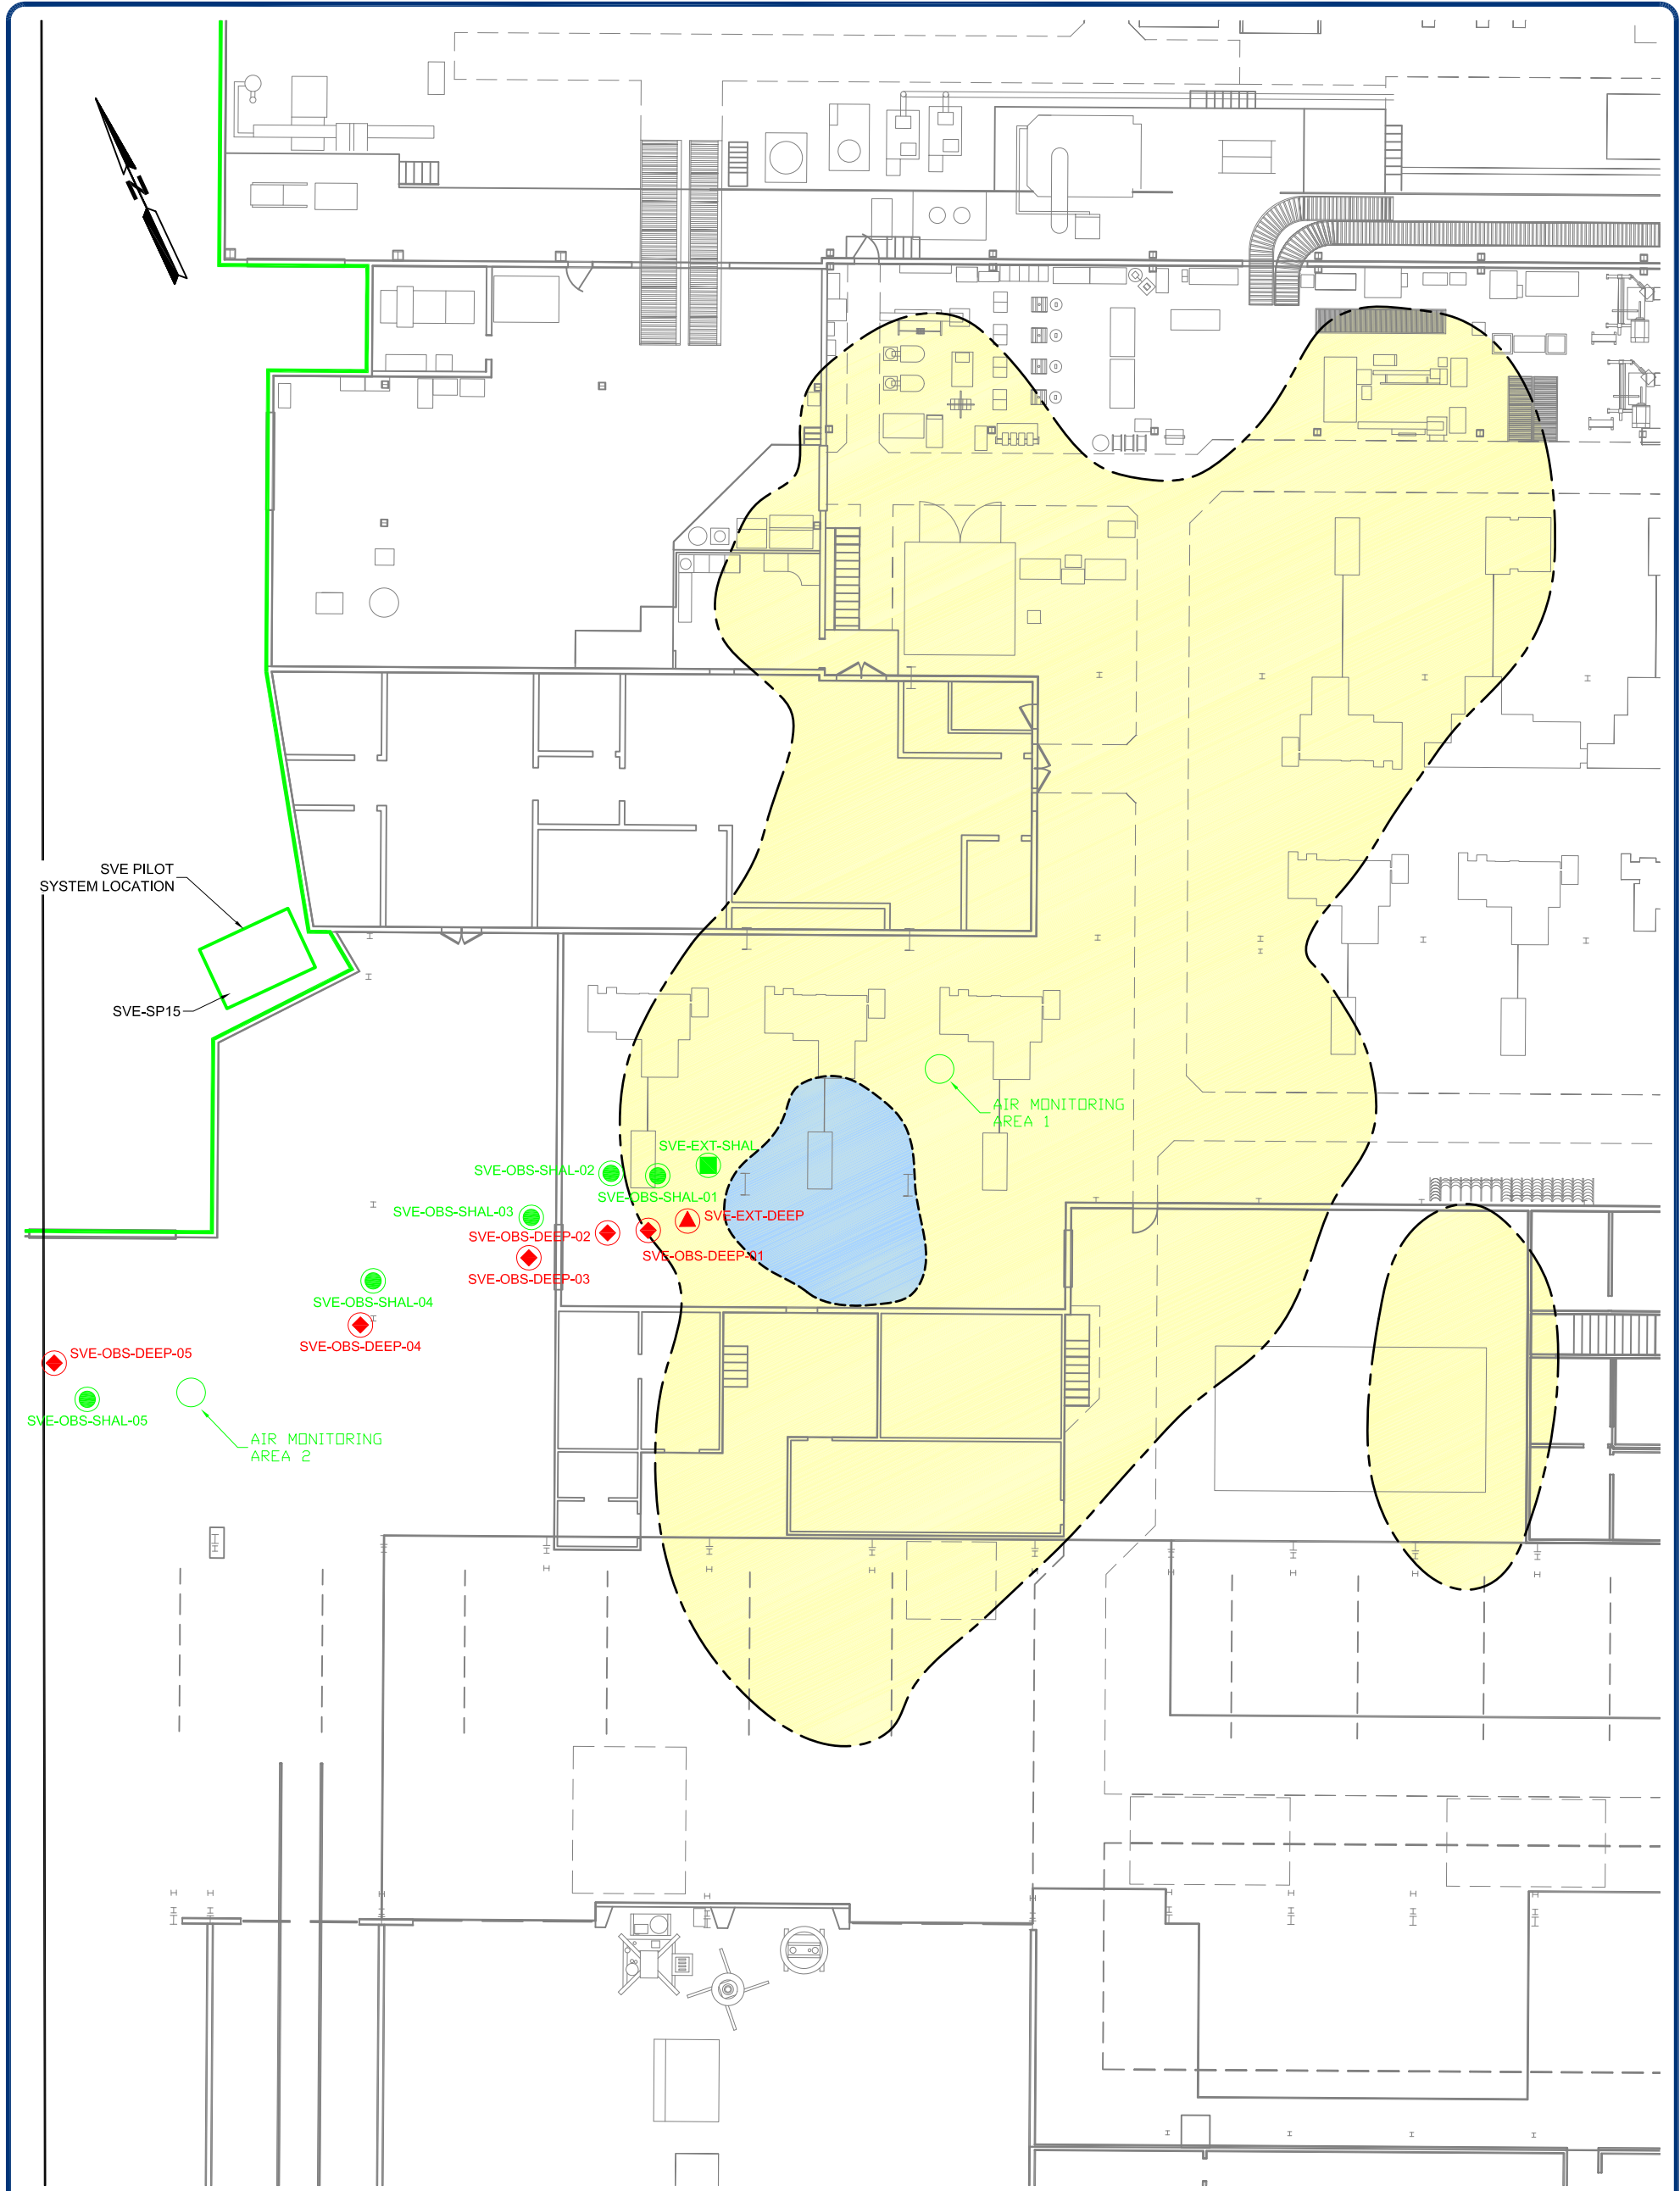 N
SVE PILOT
SYSTEM LOCATION
SVE-SP15
AIR MONITORING
AREA 1
SVE-EXT-SHAL
SVE-OBS-SHAL-02
SVE-OBS-SHAL-01
SVE-OBS-SHAL-03
SVE-EXT-DEEP
SVE-OBS-DEEP-02
SVE-OBS-DEEP-01
SVE-OBS-DEEP-03
SVE-OBS-SHAL-04
SVE-OBS-DEEP-04
SVE-OBS-DEEP-05
SVE-OBS-SHAL-05
AIR MONITORING
AREA 2